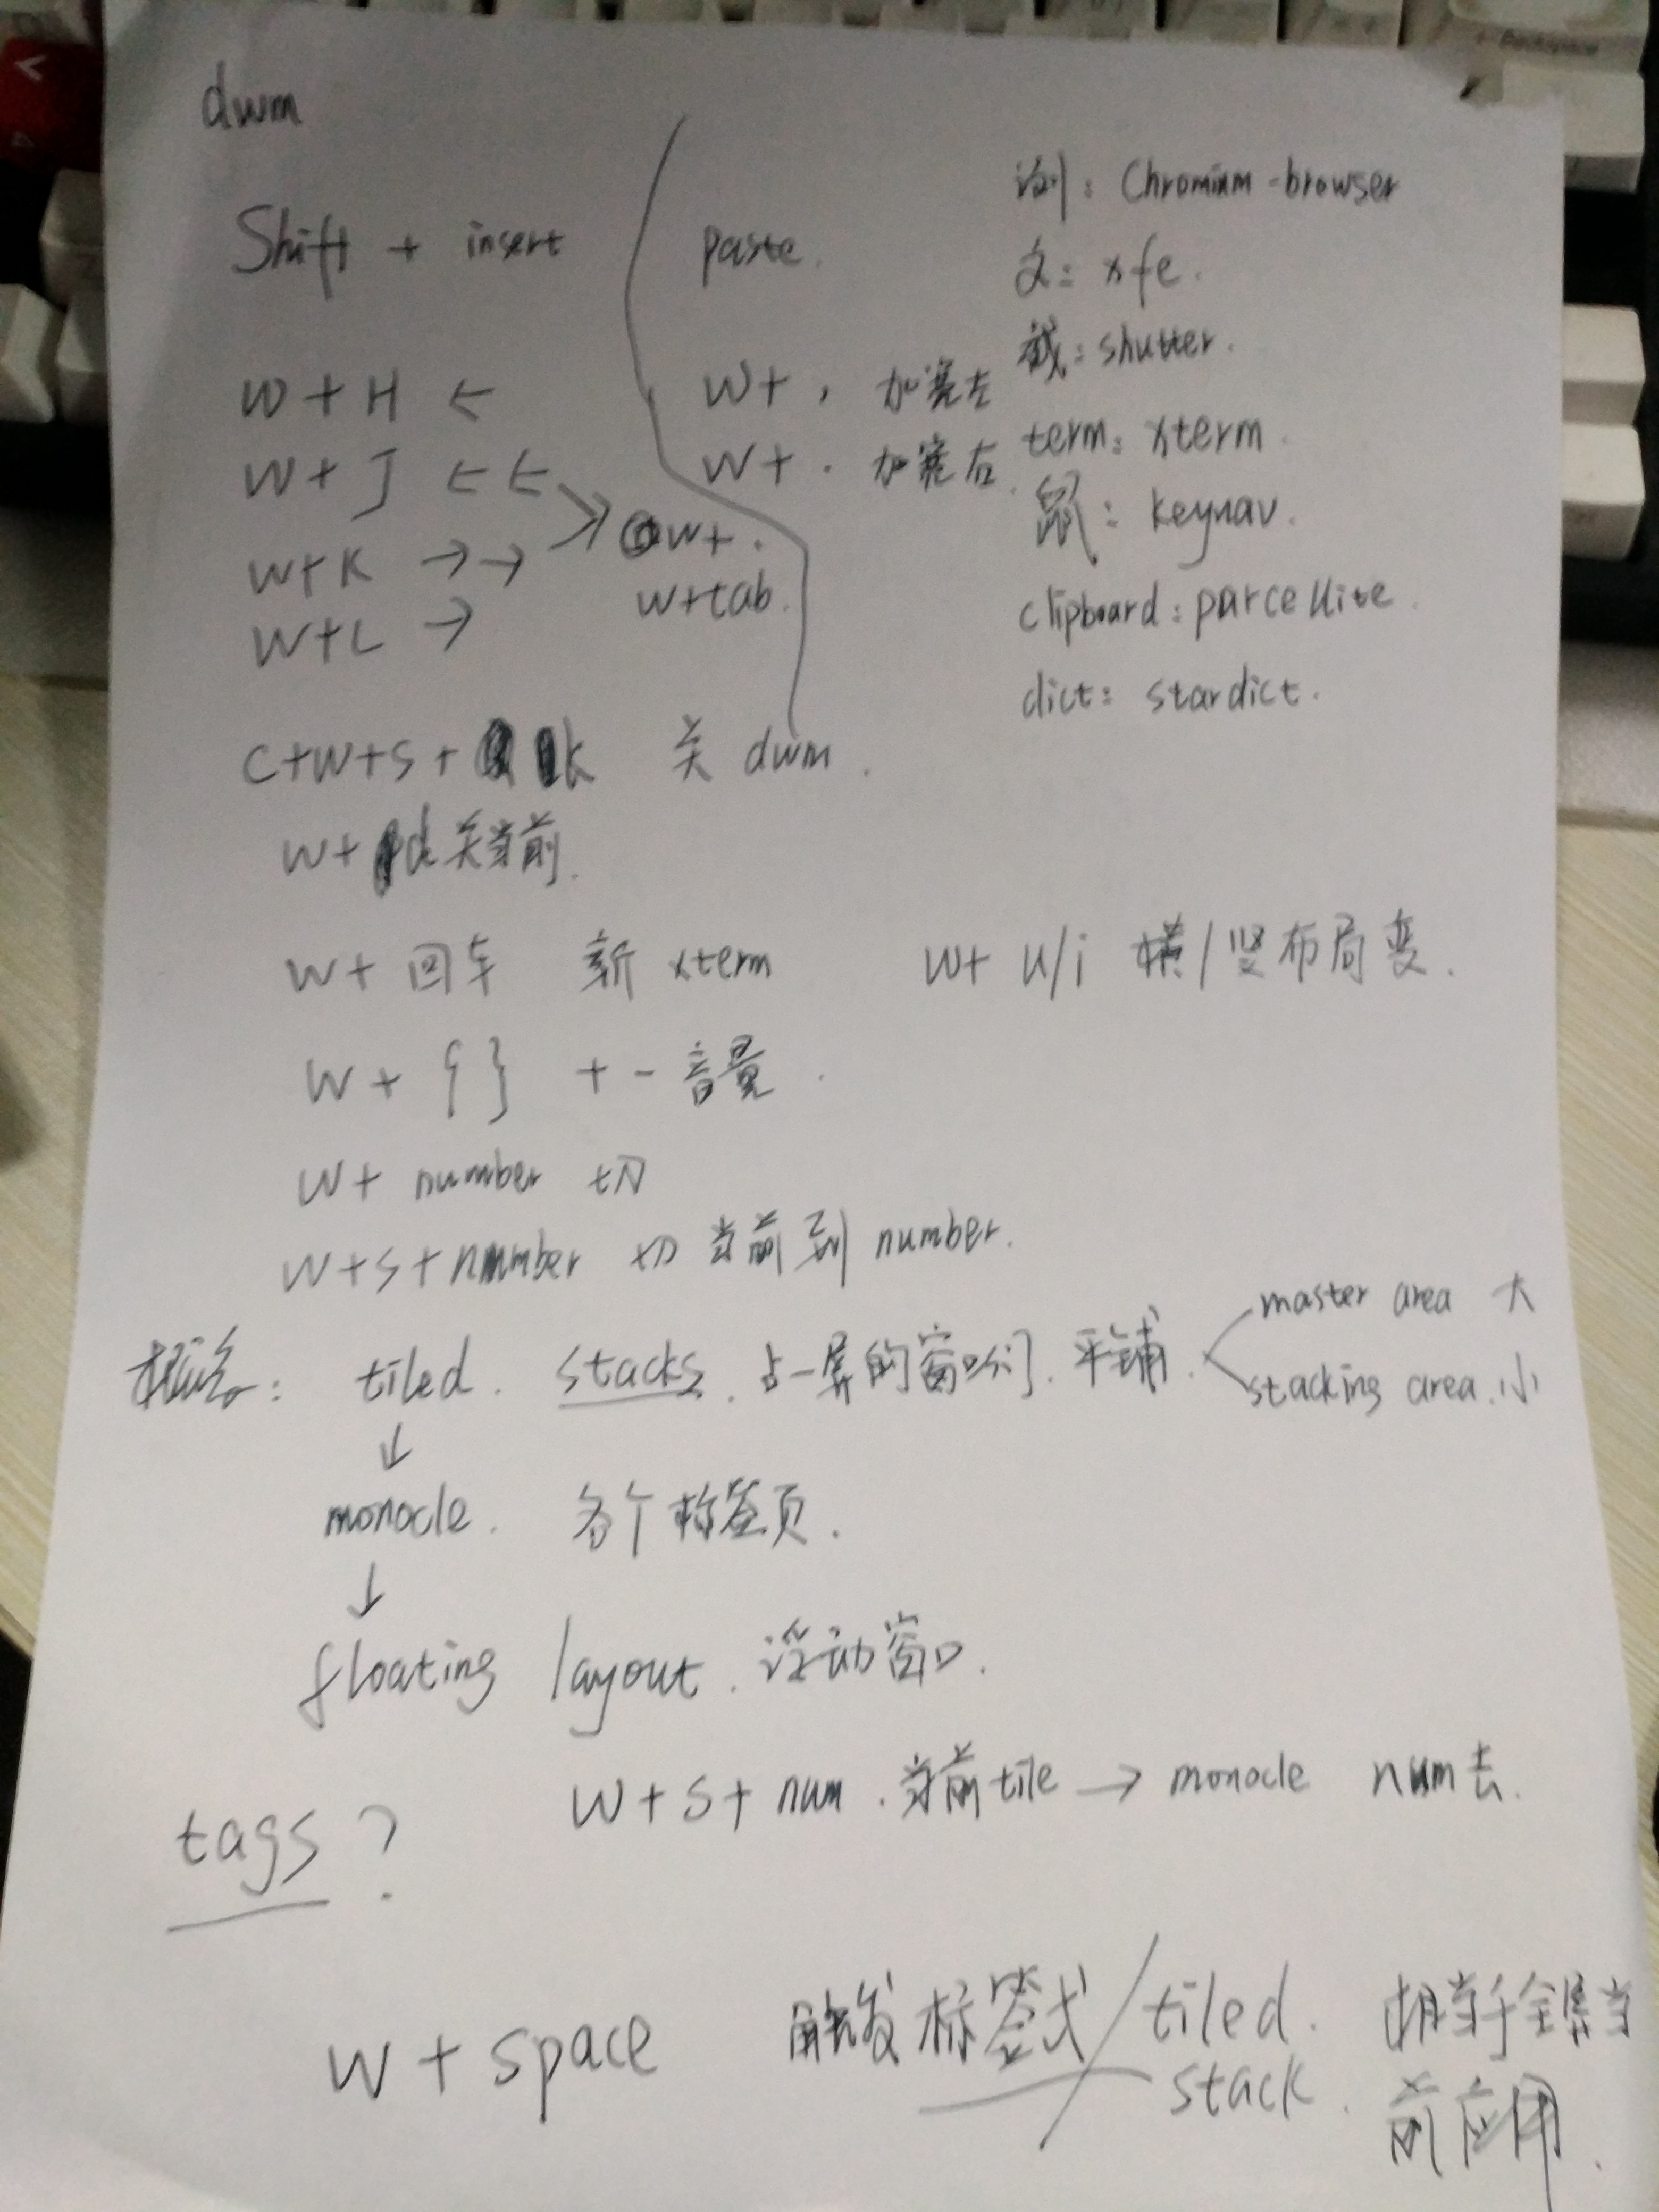 dwm
Shift + insert paste.
浏: Chromium-browser
文: xfe.
截: shutter.
term: xterm.
鼠: keynav.
clipboard: parcellite.
dict: stardict.
W + H ←
W + J ← ←
W+K → →
W+L →
W+ , 加宽左
W+ . 加宽右.
W+ .
W+tab.
C+W+S+ k 关 dwm.
W+ d 关当前.
W+ 回车 新 xterm
W+ u/i 横/竖布局变.
W + { } + - 音量.
W+ number 切
W+S+number 切当前到 number.
概念: tiled. stacks. 占一屏的窗口们. 平铺.
master area 大
stacking area. 小
↓
monocle. 各个标签页.
↓
floating layout. 浮动窗口.
W+S+ num. 当前 tile → monocle num 去.
tags ?
W + space 触发标签式/tiled stack. 相当于全屏当前应用.